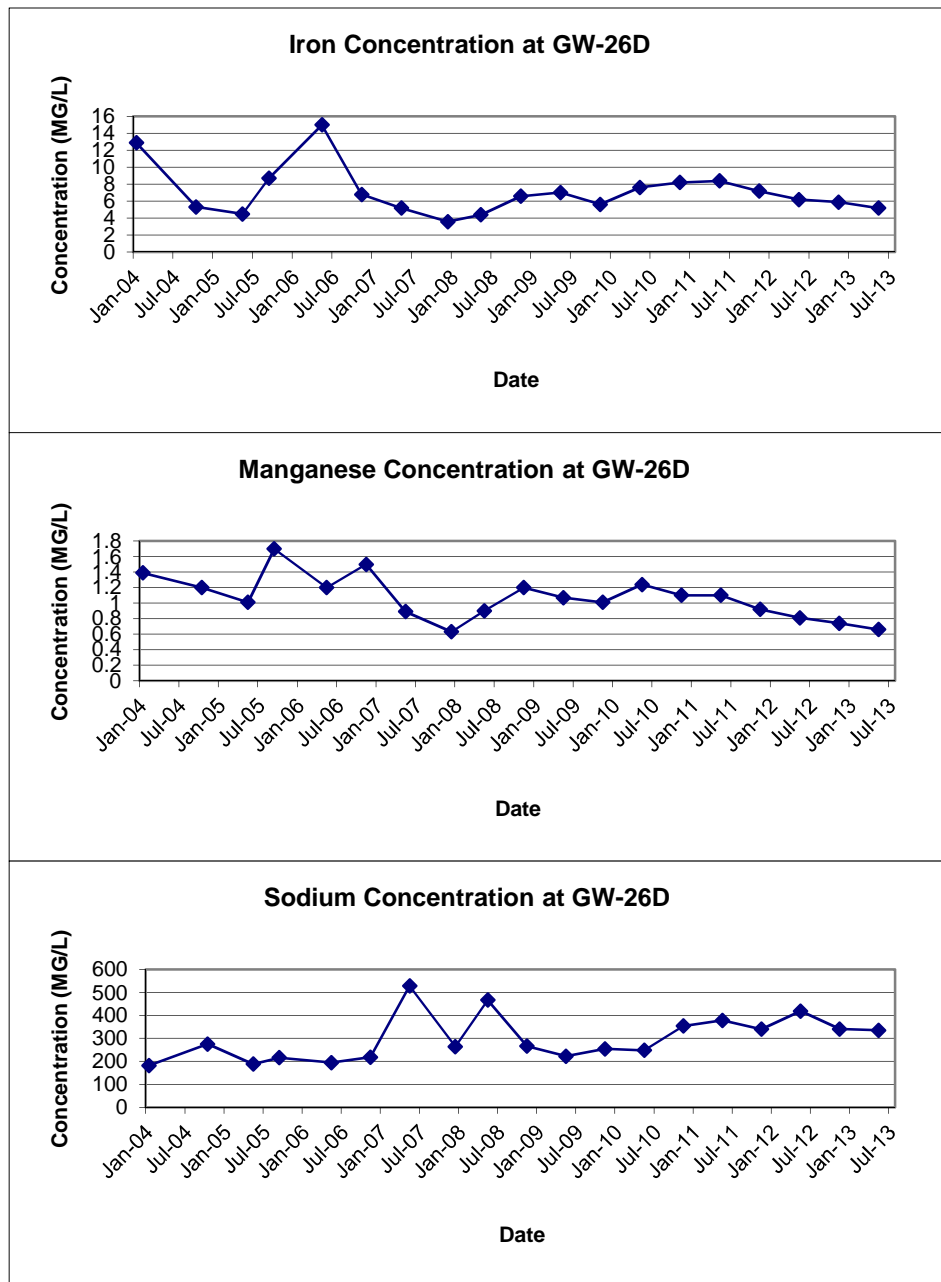 Iron Concentration at GW-26D
Concentration (MG/L)
16
14
12
10
8
6
4
2
0
Jan-04
Jul-04
Jan-05
Jul-05
Jan-06
Jul-06
Jan-07
Jul-07
Jan-08
Jul-08
Jan-09
Jul-09
Jan-10
Jul-10
Jan-11
Jul-11
Jan-12
Jul-12
Jan-13
Jul-13
Date
Manganese Concentration at GW-26D
Concentration (MG/L)
1.8
1.6
1.4
1.2
1
0.8
0.6
0.4
0.2
0
Jan-04
Jul-04
Jan-05
Jul-05
Jan-06
Jul-06
Jan-07
Jul-07
Jan-08
Jul-08
Jan-09
Jul-09
Jan-10
Jul-10
Jan-11
Jul-11
Jan-12
Jul-12
Jan-13
Jul-13
Date
Sodium Concentration at GW-26D
Concentration (MG/L)
600
500
400
300
200
100
0
Jan-04
Jul-04
Jan-05
Jul-05
Jan-06
Jul-06
Jan-07
Jul-07
Jan-08
Jul-08
Jan-09
Jul-09
Jan-10
Jul-10
Jan-11
Jul-11
Jan-12
Jul-12
Jan-13
Jul-13
Date